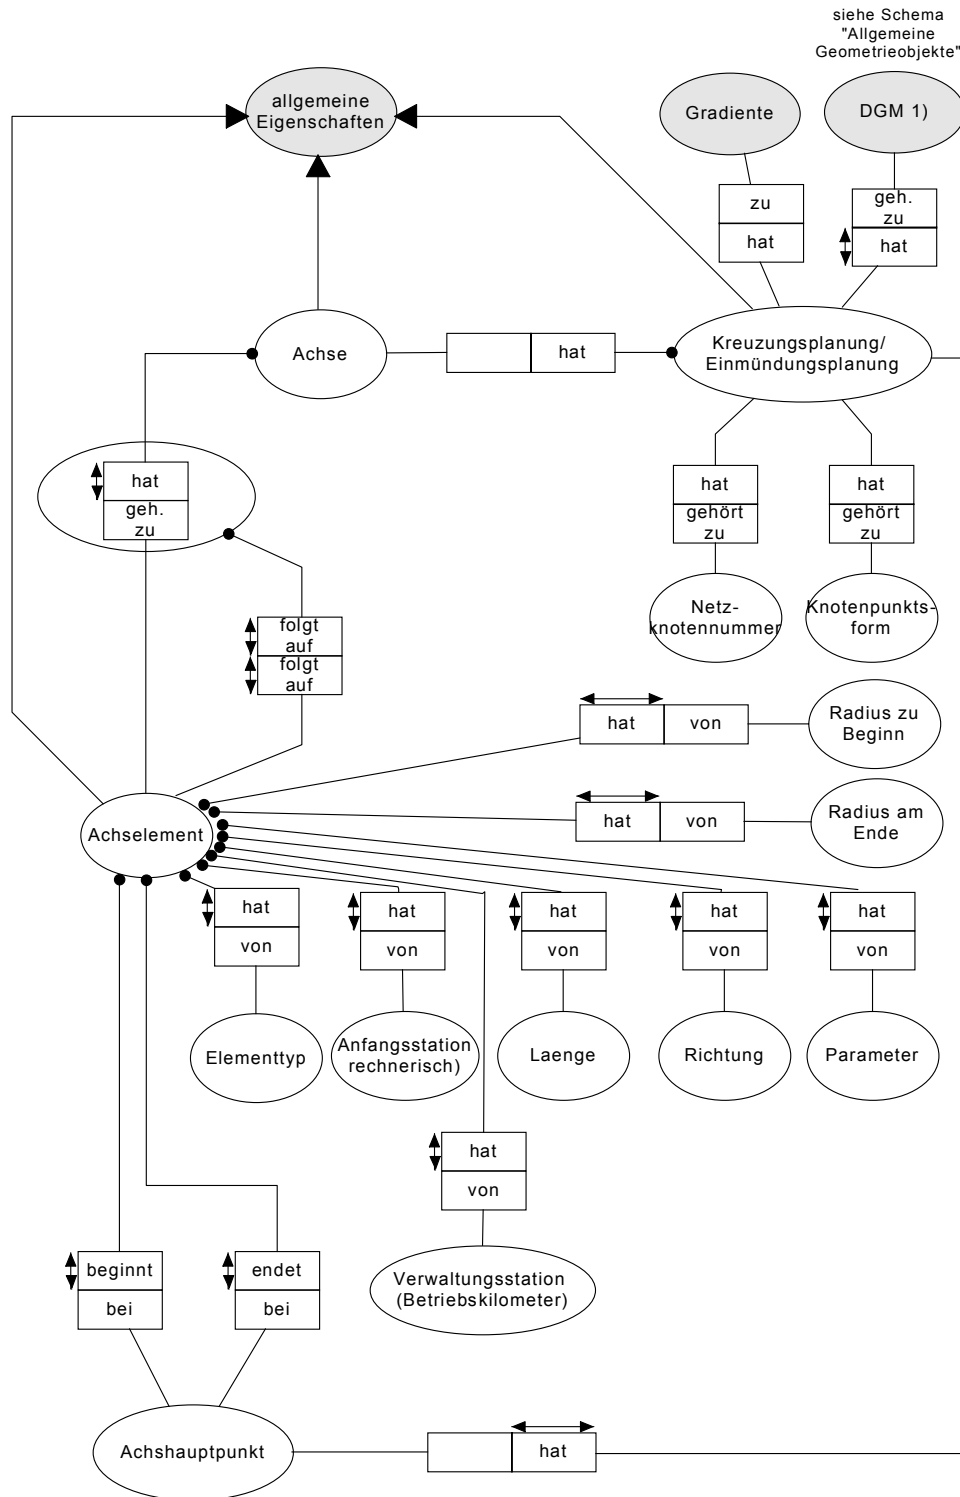 siehe Schema
"Allgemeine
Geometrieobjekte"
allgemeine
Eigenschaften
Gradiente
DGM 1)
zu
hat
geh.
zu
hat
Achse
hat
Kreuzungsplanung/
Einmündungsplanung
hat
geh.
zu
hat
gehört
zu
hat
gehört
zu
Netz-
knotennummer
Knotenpunkts-
form
folgt
auf
folgt
auf
hat
von
Radius zu
Beginn
hat
von
Radius am
Ende
Achselement
hat
von
hat
von
hat
von
hat
von
hat
von
Elementtyp
Anfangsstation
rechnerisch)
Laenge
Richtung
Parameter
hat
von
Verwaltungsstation
(Betriebskilometer)
beginnt
bei
endet
bei
Achshauptpunkt
hat